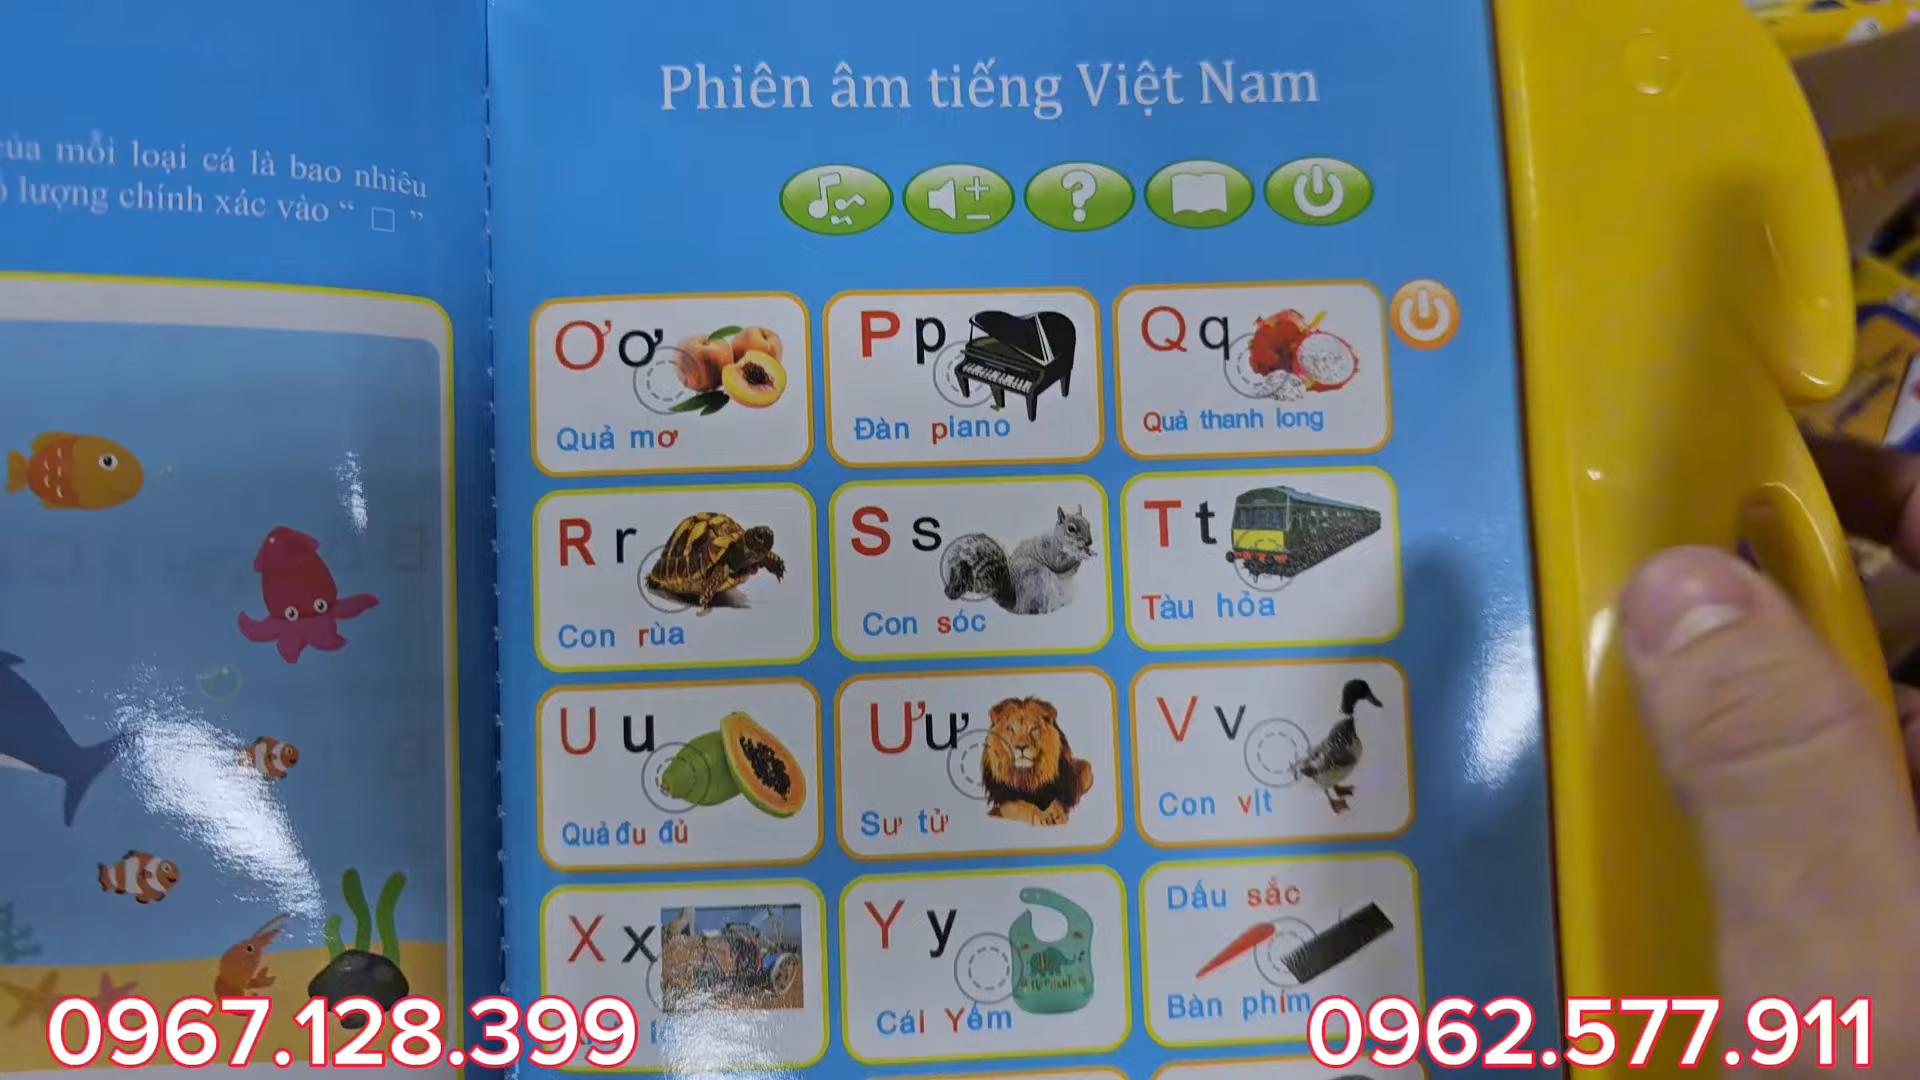 của mỗi loại cá là bao nhiêu
lượng chính xác vào “ □ ”
Phiên âm tiếng Việt Nam
Ơ ơ
Quả mơ
P p
Đàn piano
Q q
Quả thanh long
R r
Con rùa
S s
Con sóc
T t
Tàu hỏa
U u
Quả đu đủ
Ư ư
Sư tử
V v
Con vịt
X x
Y y
Cái Yếm
Dấu sắc
Bàn phím
0967.128.399
0962.577.911